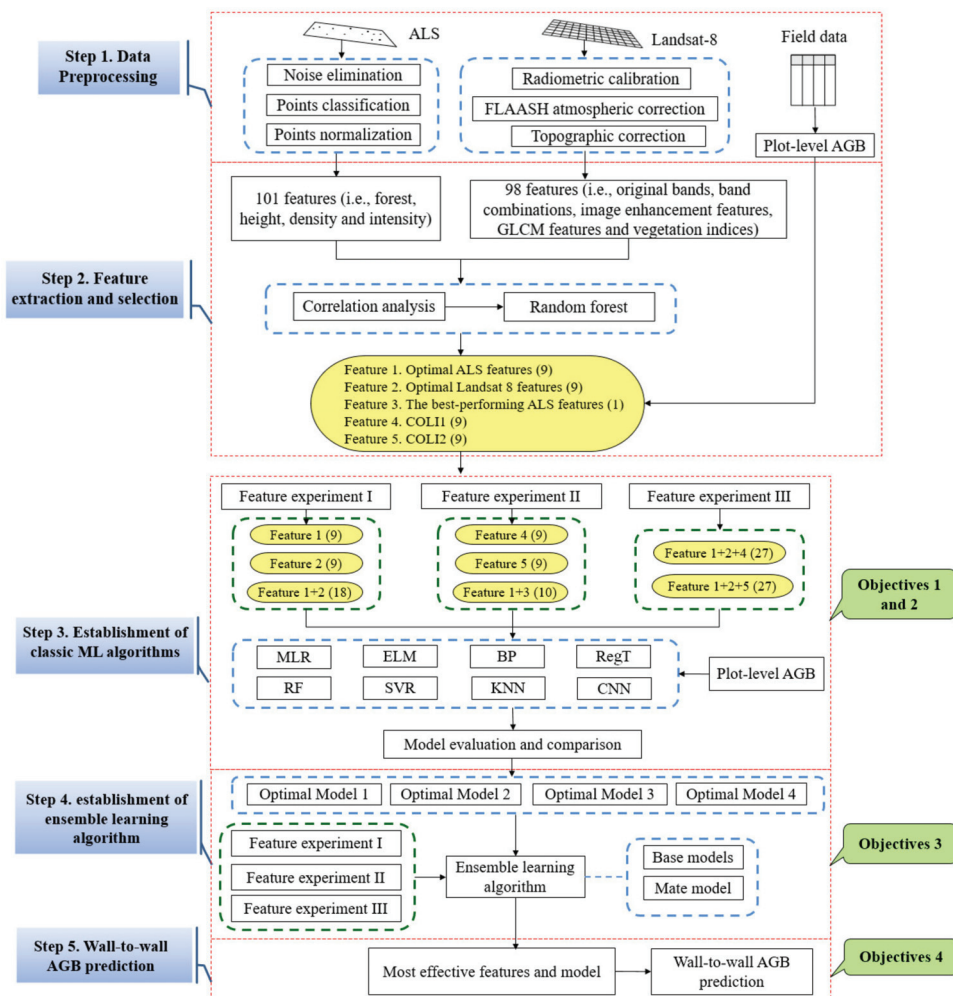 Step 1. Data
Preprocessing
ALS
Landsat-8
Field data
Noise elimination
Points classification
Points normalization
Radiometric calibration
FLAASH atmospheric correction
Topographic correction
Plot-level AGB
Step 2. Feature
extraction and selection
101 features (i.e., forest,
height, density and intensity)
98 features (i.e., original bands, band
combinations, image enhancement features,
GLCM features and vegetation indices)
Correlation analysis
Random forest
Feature 1. Optimal ALS features (9)
Feature 2. Optimal Landsat 8 features (9)
Feature 3. The best-performing ALS features (1)
Feature 4. COLI1 (9)
Feature 5. COLI2 (9)
Step 3. Establishment of
classic ML algorithms
Feature experiment I
Feature 1 (9)
Feature 2 (9)
Feature 1+2 (18)
Feature experiment II
Feature 4 (9)
Feature 5 (9)
Feature 1+3 (10)
Feature experiment III
Feature 1+2+4 (27)
Feature 1+2+5 (27)
Objectives 1
and 2
MLR
ELM
BP
RegT
RF
SVR
KNN
CNN
Plot-level AGB
Model evaluation and comparison
Step 4. establishment of
ensemble learning
algorithm
Optimal Model 1
Optimal Model 2
Optimal Model 3
Optimal Model 4
Feature experiment I
Feature experiment II
Feature experiment III
Ensemble learning
algorithm
Base models
Mate model
Objectives 3
Step 5. Wall-to-wall
AGB prediction
Most effective features and model
Wall-to-wall AGB
prediction
Objectives 4